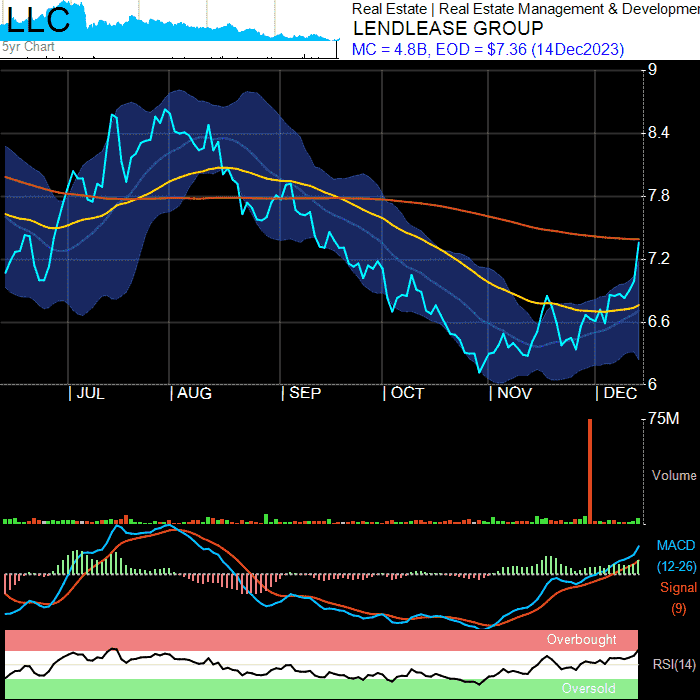 LLC
5yr Chart
Real Estate | Real Estate Management & Developmen
LENDLEASE GROUP
MC = 4.8B, EOD = $7.36 (14Dec2023)
9
8.4
7.8
7.2
6.6
6
| JUL | AUG | SEP | OCT | NOV | DEC
75M
Volume
MACD
(12-26)
Signal
(9)
Overbought
RSI(14)
Oversold